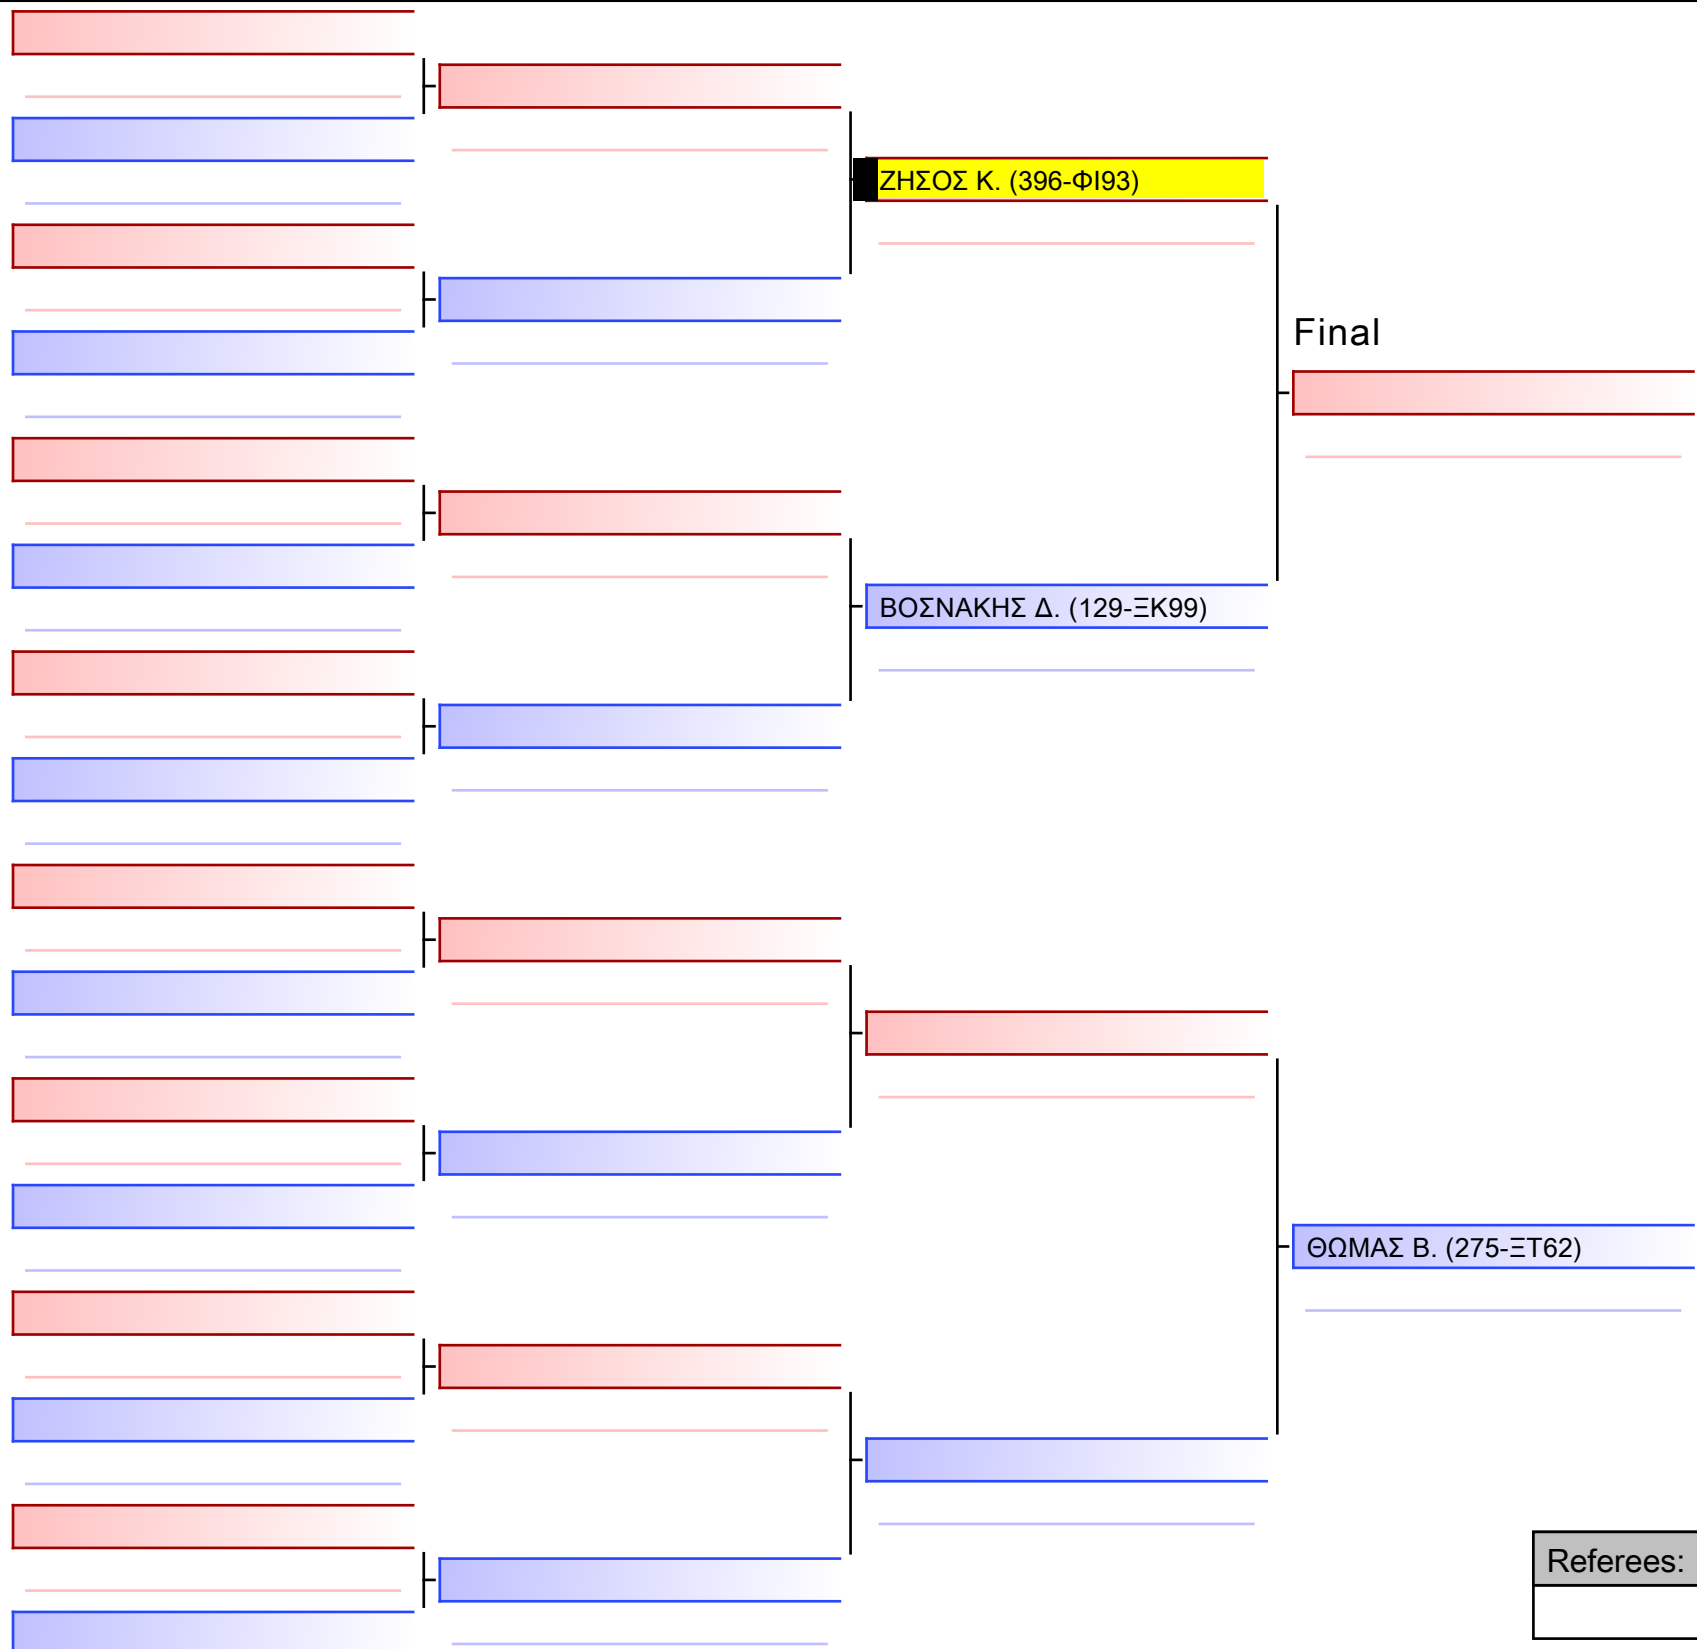 ΖΗΣΟΣ Κ. (396-ΦΙ93)
Final
ΒΟΣΝΑΚΗΣ Δ. (129-ΞΚ99)
ΘΩΜΑΣ Β. (275-ΞΤ62)
Referees: